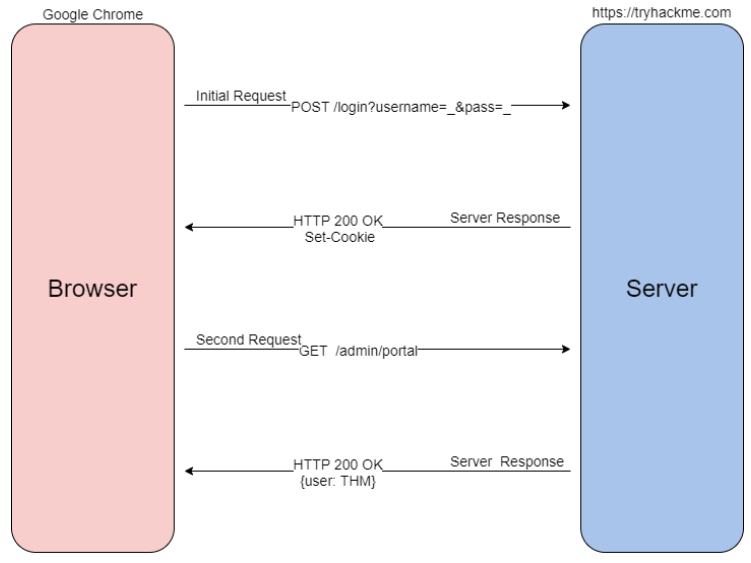 Google Chrome
https://tryhackme.com
Initial Request
POST /login?username=_&pass=_
HTTP 200 OK
Set-Cookie
Server Response
Browser
Server
Second Request
GET /admin/portal
HTTP 200 OK
{user: THM}
Server Response